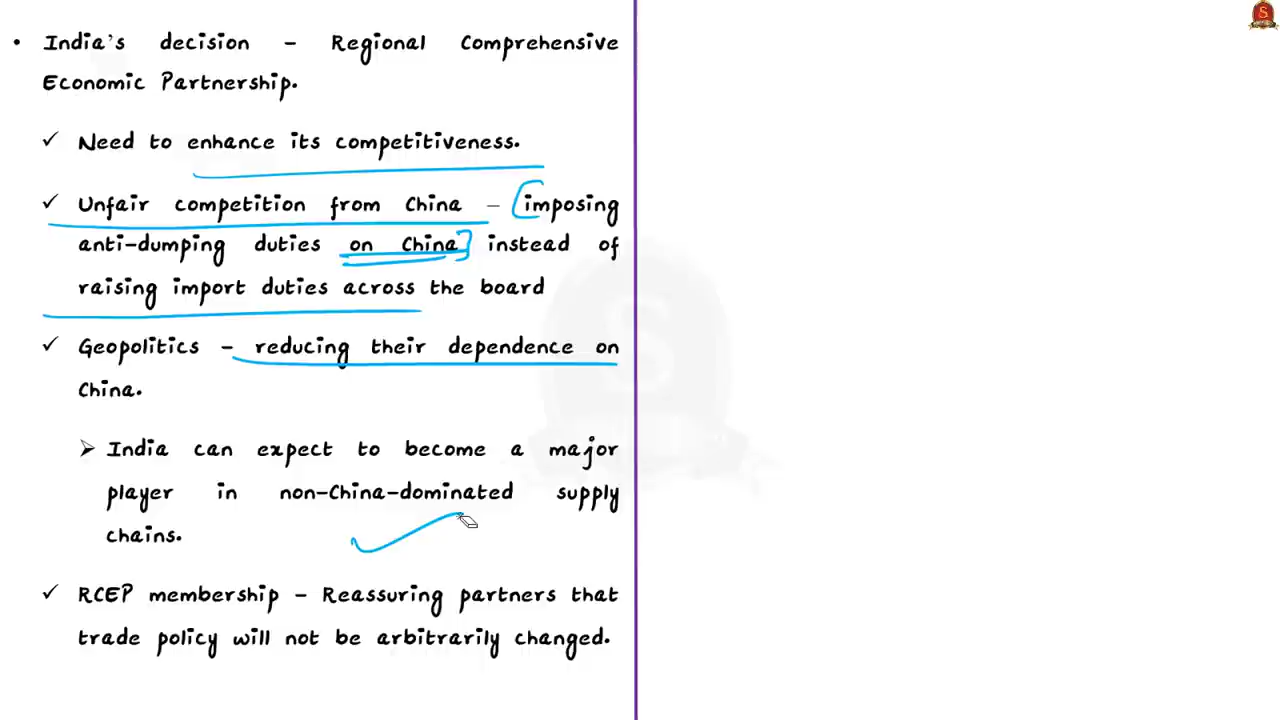 • India's decision – Regional Comprehensive
Economic Partnership.
✓ Need to enhance its competitiveness.
✓ Unfair competition from China – imposing
anti-dumping duties on China instead of
raising import duties across the board
✓ Geopolitics – reducing their dependence on
China.
➢ India can expect to become a major
player in non-China-dominated supply
chains.
✓ RCEP membership – Reassuring partners that
trade policy will not be arbitrarily changed.